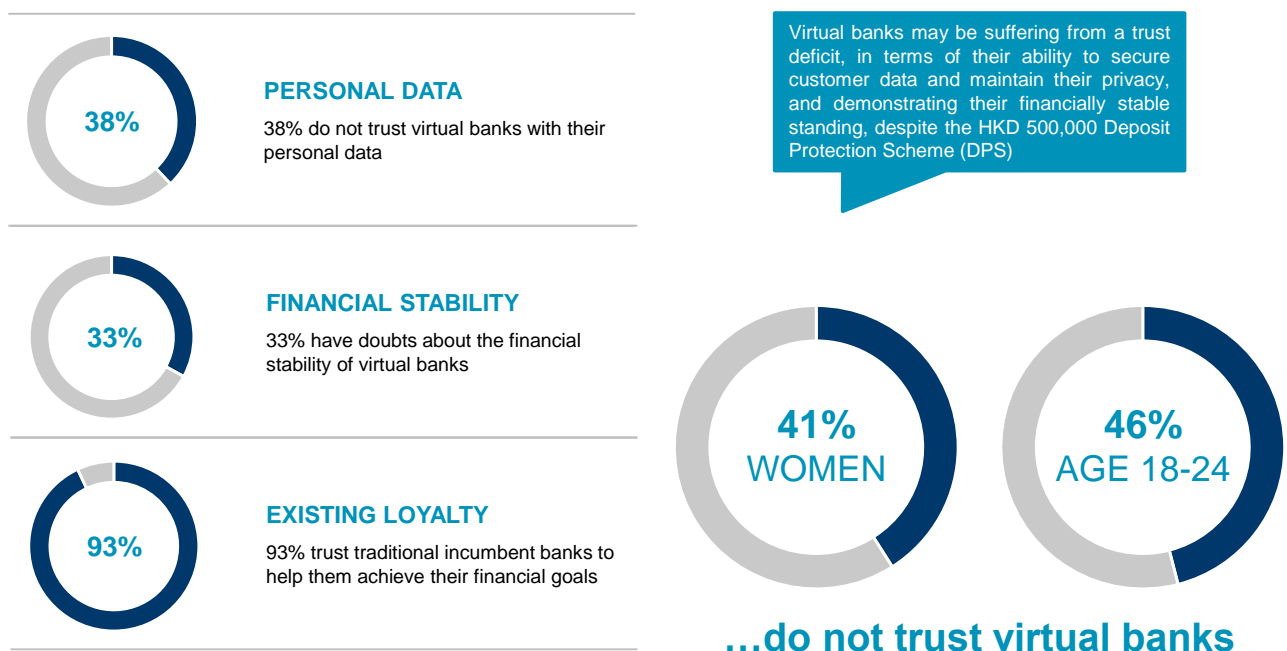 38%
PERSONAL DATA
38% do not trust virtual banks with their
personal data
33%
FINANCIAL STABILITY
33% have doubts about the financial
stability of virtual banks
93%
EXISTING LOYALTY
93% trust traditional incumbent banks to
help them achieve their financial goals
Virtual banks may be suffering from a trust
deficit, in terms of their ability to secure
customer data and maintain their privacy,
and demonstrating their financially stable
standing, despite the HKD 500,000 Deposit
Protection Scheme (DPS)
41%
WOMEN
46%
AGE 18-24
…do not trust virtual banks